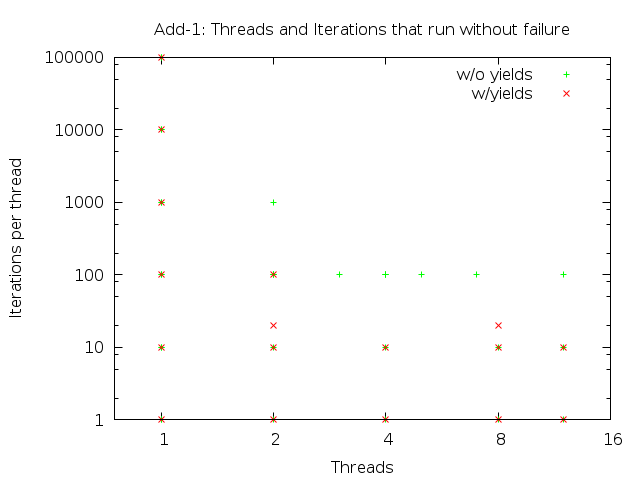 Add-1: Threads and Iterations that run without failure
w/o yields
w/yields
100000
10000
1000
100
10
1
Iterations per thread
1 2 4 8 16
Threads